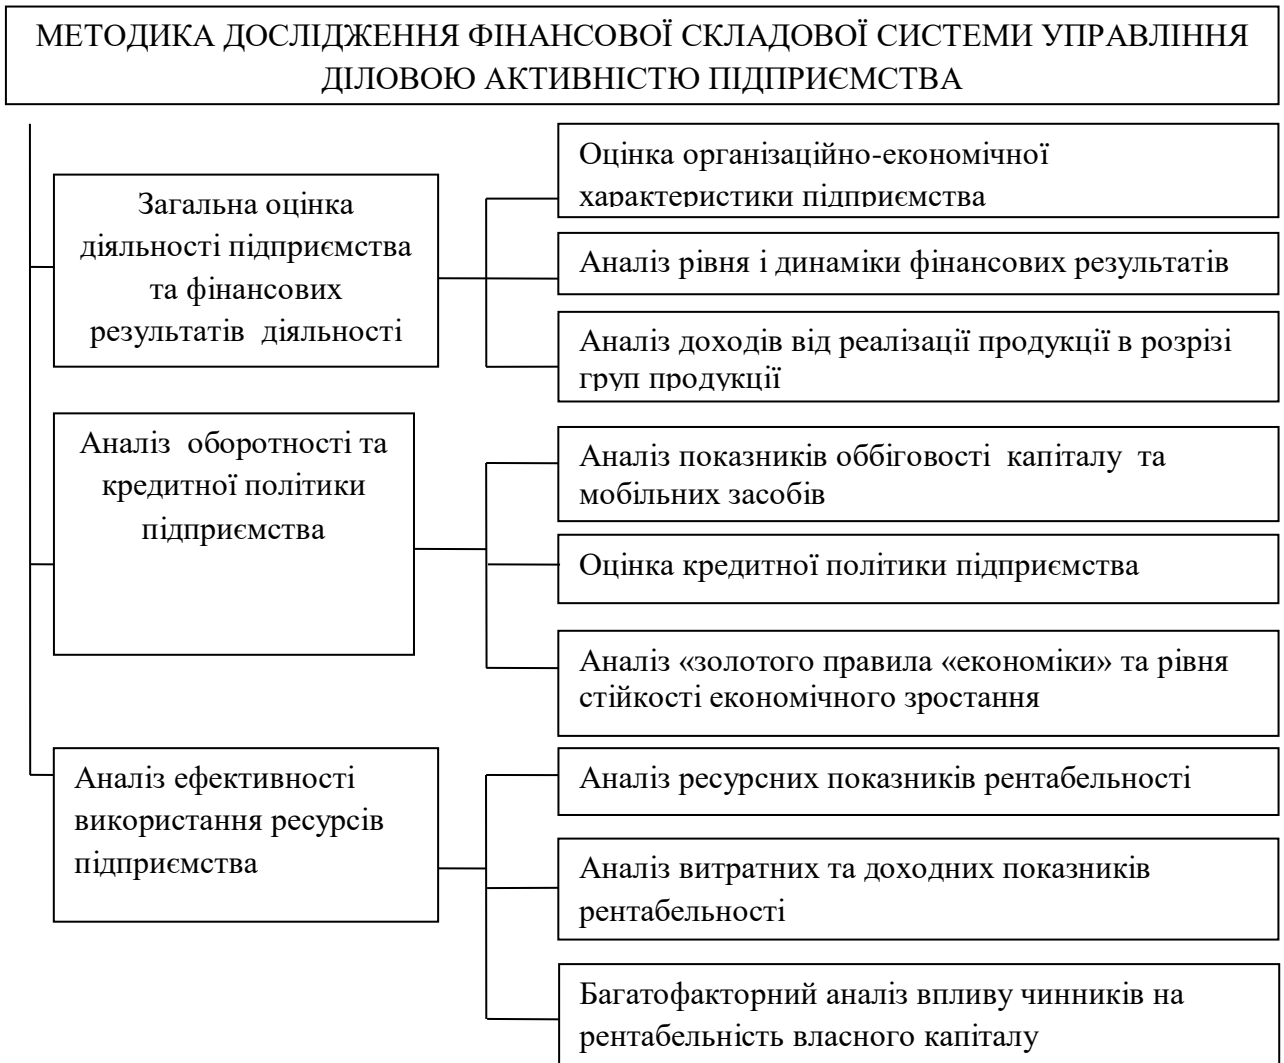 МЕТОДИКА ДОСЛІДЖЕННЯ ФІНАНСОВОЇ СКЛАДОВОЇ СИСТЕМИ УПРАВЛІННЯ
ДІЛОВОЮ АКТИВНІСТЮ ПІДПРИЄМСТВА
Загальна оцінка
діяльності підприємства
та фінансових
результатів діяльності
Оцінка організаційно-економічної
характеристики підприємства
Аналіз рівня і динаміки фінансових результатів
Аналіз доходів від реалізації продукції в розрізі
груп продукції
Аналіз оборотності та
кредитної політики
підприємства
Аналіз показників оббіговості капіталу та
мобільних засобів
Оцінка кредитної політики підприємства
Аналіз «золотого правила «економіки» та рівня
стійкості економічного зростання
Аналіз ефективності
використання ресурсів
підприємства
Аналіз ресурсних показників рентабельності
Аналіз витратних та доходних показників
рентабельності
Багатофакторний аналіз впливу чинників на
рентабельність власного капіталу